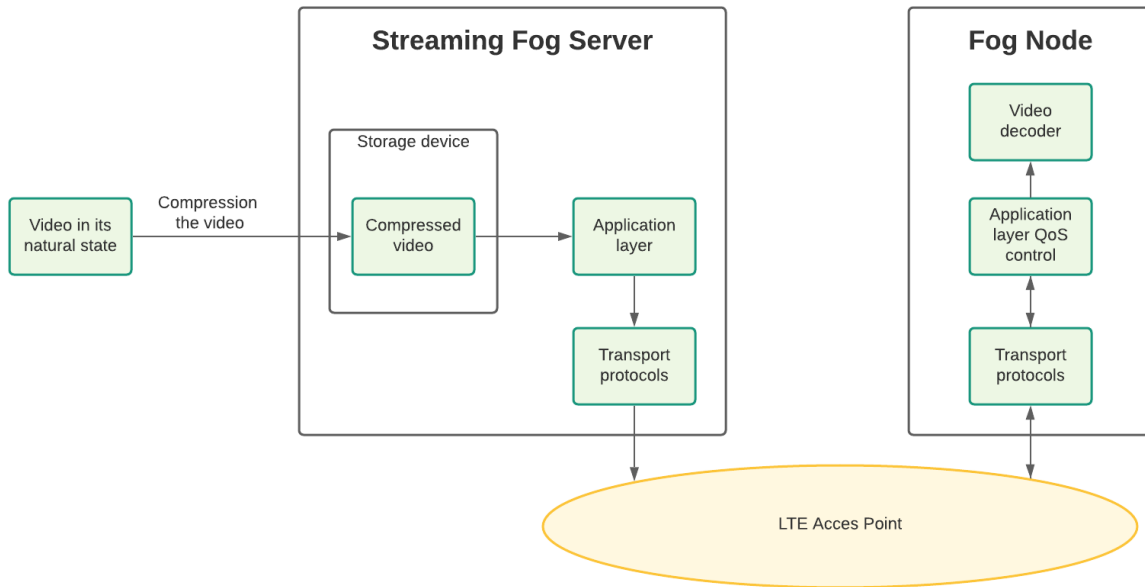 Streaming Fog Server
Fog Node
Storage device
Video in its
natural state
Compression
the video
Compressed
video
Application
layer
Transport
protocols
Video
decoder
Application
layer QoS
control
Transport
protocols
LTE Acces Point